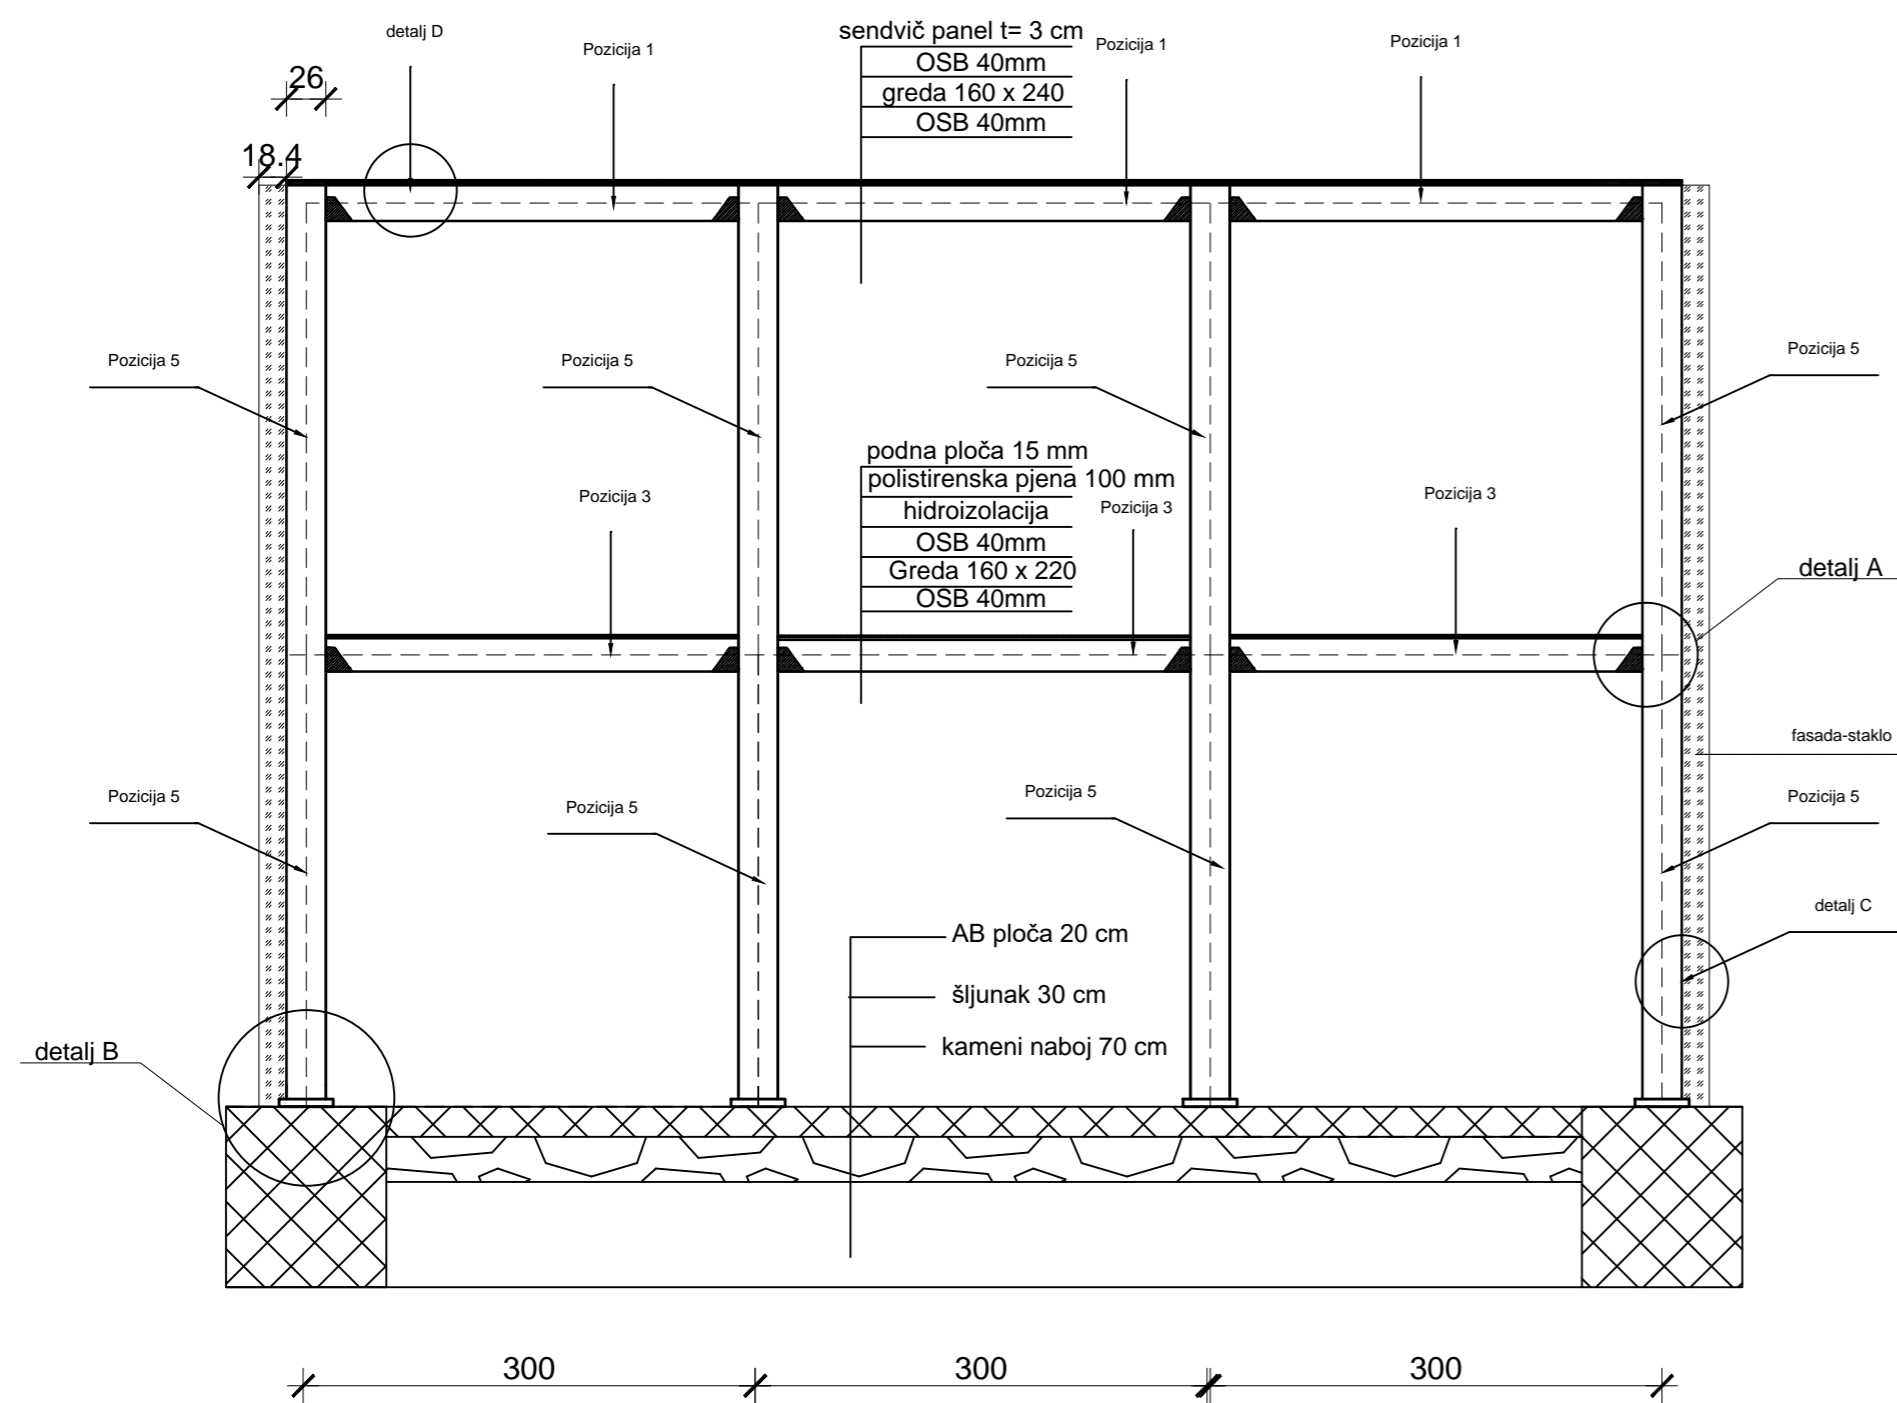 detalj D
Pozicija 1
sendvič panel t= 3 cm
Pozicija 1
Pozicija 1
OSB 40mm
26
greda 160 x 240
OSB 40mm
18.4
Pozicija 5
Pozicija 5
Pozicija 5
Pozicija 5
podna ploča 15 mm
polistirenska pjena 100 mm
Pozicija 3
Pozicija 3
hidroizolacija
Pozicija 3
OSB 40mm
Greda 160 x 220
detalj A
OSB 40mm
fasada-staklo
Pozicija 5
Pozicija 5
Pozicija 5
Pozicija 5
detalj C
AB ploča 20 cm
šljunak 30 cm
kameni naboj 70 cm
detalj B
300
300
300